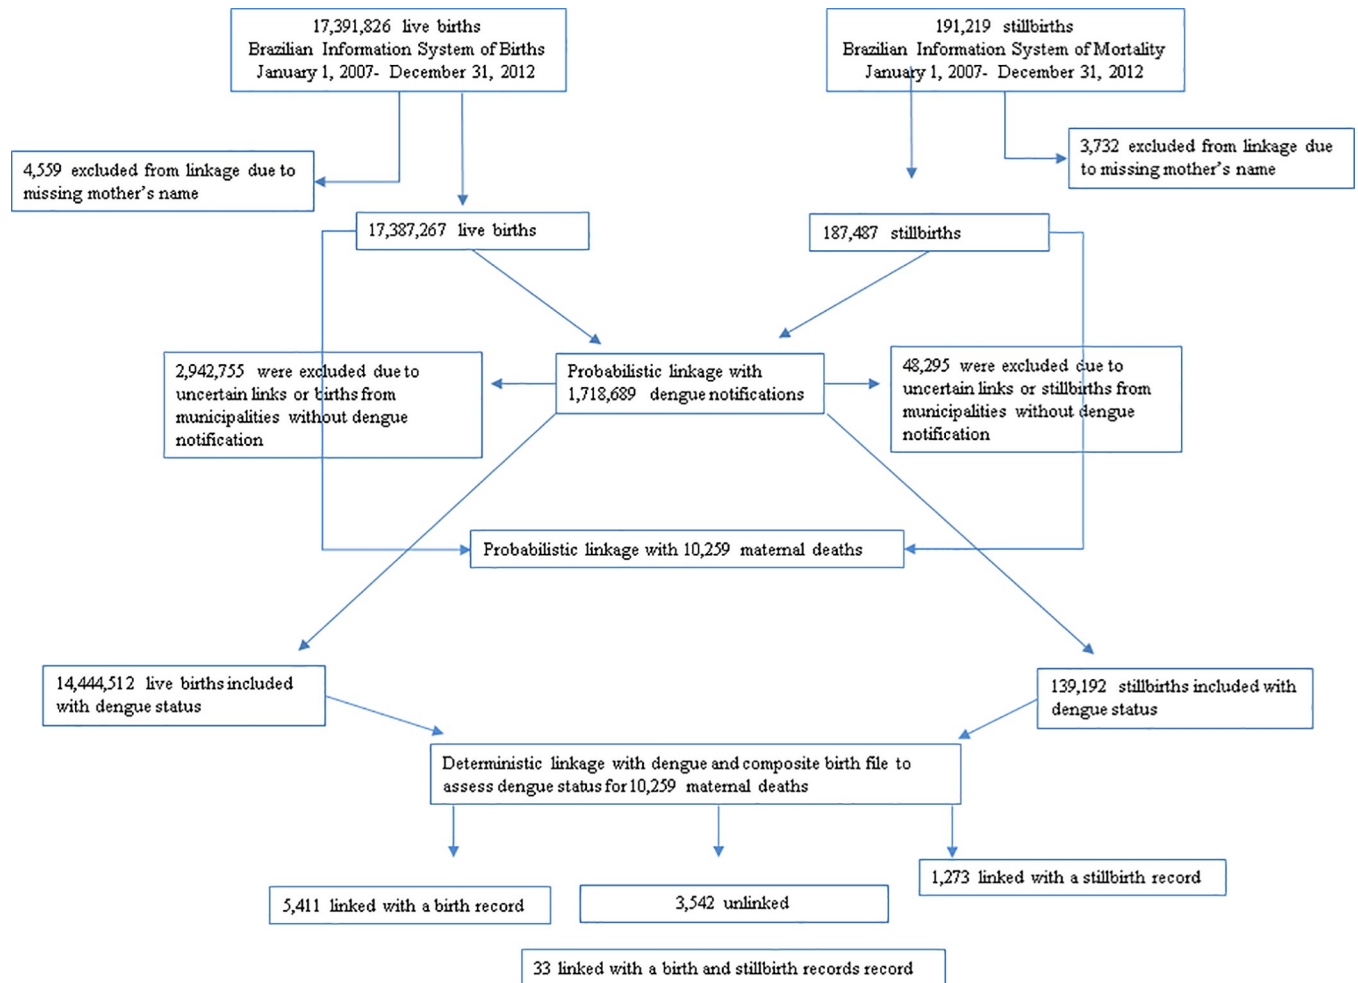 17,391,826 live births
Brazilian Information System of Births
January 1, 2007- December 31, 2012
191,219 stillbirths
Brazilian Information System of Mortality
January 1, 2007- December 31, 2012
4,559 excluded from linkage due to
missing mother's name
3,732 excluded from linkage due
to missing mother's name
17,387,267 live births
187,487 stillbirths
2,942,755 were excluded due to
uncertain links or births from
municipalities without dengue
notification
Probabilistic linkage with
1,718,689 dengue notifications
48,295 were excluded due to
uncertain links or stillbirths from
municipalities without dengue
notification
Probabilistic linkage with 10,259 maternal deaths
14,444,512 live births included
with dengue status
139,192 stillbirths included with
dengue status
Deterministic linkage with dengue and composite birth file to
assess dengue status for 10,259 maternal deaths
5,411 linked with a birth record
3,542 unlinked
1,273 linked with a stillbirth record
33 linked with a birth and stillbirth records record